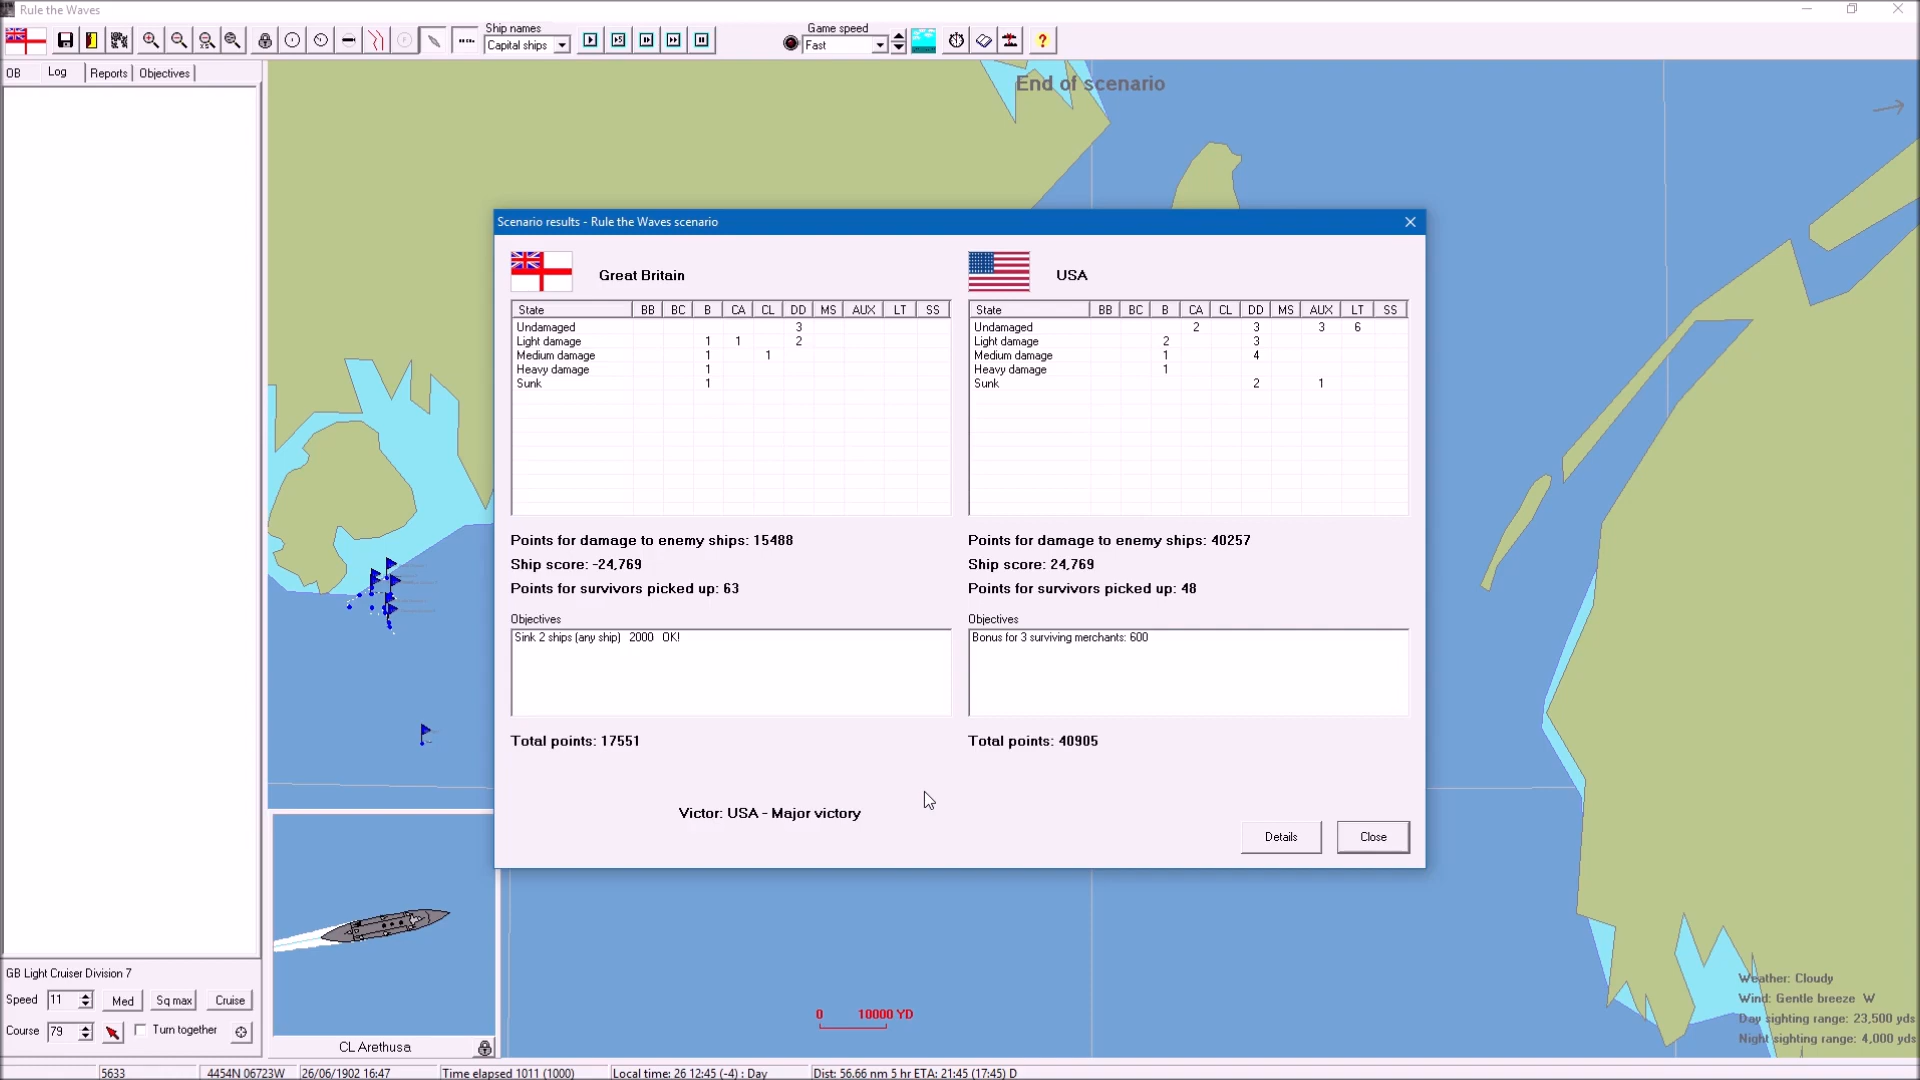 Rule the Waves
Ship names
Capital ships
Game speed
Fast
?
OB Log Reports Objectives
End of scenario
Scenario results - Rule the Waves scenario
Great Britain
State BB BC B CA CL DD MS AUX LT SS
Undamaged 3
Light damage 1 1 2
Medium damage 1 1
Heavy damage 1
Sunk 1
Points for damage to enemy ships: 15488
Ship score: -24,769
Points for survivors picked up: 63
Objectives
Sink 2 ships (any ship) 2000 OK!
Total points: 17551
USA
State BB BC B CA CL DD MS AUX LT SS
Undamaged 2 3 3 6
Light damage 2 3
Medium damage 1 4
Heavy damage 1
Sunk 2 1
Points for damage to enemy ships: 40257
Ship score: 24,769
Points for survivors picked up: 48
Objectives
Bonus for 3 surviving merchants: 600
Total points: 40905
Victor: USA - Major victory
Details
Close
GB Light Cruiser Division 7
Speed 11 Med Sq max Cruise
Course 79 Turn together
CL Arethusa
0 10000 YD
Weather: Cloudy
Wind: Gentle breeze W
Day sighting range: 23,500 yds
Night sighting range: 4,000 yds
5633 4454N 06723W 26/06/1902 16:47 Time elapsed 1011 (1000) Local time: 26 12:45 (-4) : Day Dist: 56.66 nm 5 hr ETA: 21:45 (17:45) D